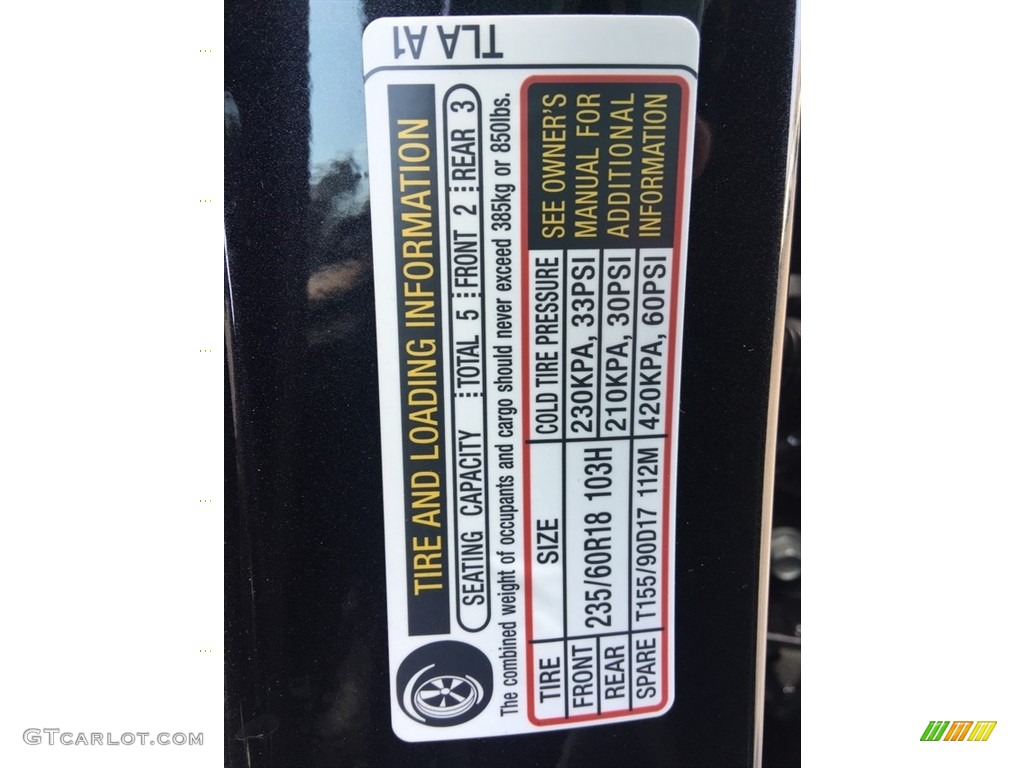 TLA A1
TIRE AND LOADING INFORMATION
SEATING CAPACITY TOTAL 5 FRONT 2 REAR 3
The combined weight of occupants and cargo should never exceed 385kg or 850lbs.
TIRE SIZE COLD TIRE PRESSURE
FRONT 235/60R18 103H 230KPA, 33PSI
REAR 210KPA, 30PSI
SPARE T155/90D17 112M 420KPA, 60PSI
SEE OWNER'S
MANUAL FOR
ADDITIONAL
INFORMATION
GTCARLOT.COM